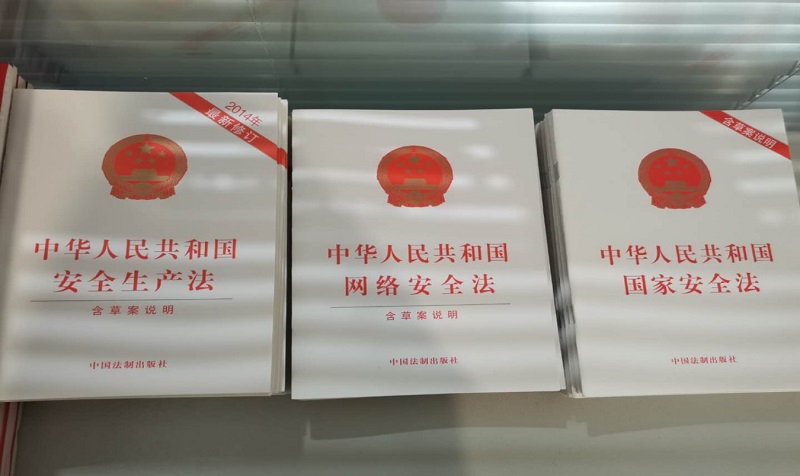 2014年
最新修订
中华人民共和国
安全生产法
含草案说明
中国法制出版社
中华人民共和国
网络安全法
含草案说明
中国法制出版社
含草案说明
中华人民共和国
国家安全法
中国法制出版社